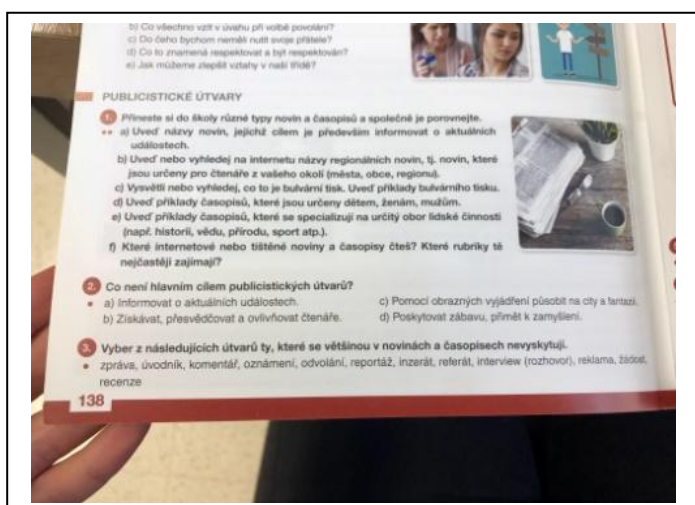 b) Co všechno vzít v úvahu při volbě povolání?
c) Do čeho bychom neměli nutit svoje přátele?
d) Co to znamená respektovat a být respektován?
e) Jak můžeme zlepšit vztahy v naší třídě?
PUBLICISTICKÉ ÚTVARY
1. Přineste si do školy různé typy novin a časopisů a společně je porovnejte.
a) Uveď názvy novin, jejichž cílem je především informovat o aktuálních
událostech.
b) Uveď nebo vyhledej na internetu názvy regionálních novin, tj. novin, které
jsou určeny pro čtenáře z vašeho okolí (města, obce, regionu).
c) Vysvětli nebo vyhledej, co to je bulvární tisk. Uveď příklady bulvárního tisku.
d) Uveď příklady časopisů, které jsou určeny dětem, ženám, mužům.
e) Uveď příklady časopisů, které se specializují na určitý obor lidské činnosti
(např. historii, vědu, přírodu, sport atp.).
f) Které internetové nebo tištěné noviny a časopisy čteš? Které rubriky tě
nejčastěji zajímají?
2. Co není hlavním cílem publicistických útvarů?
a) Informovat o aktuálních událostech.
b) Získávat, přesvědčovat a ovlivňovat čtenáře.
c) Pomocí obrazných vyjádření působit na city a fantazii.
d) Poskytovat zábavu, přimět k zamyšlení.
3. Vyber z následujících útvarů ty, které se většinou v novinách a časopisech nevyskytují.
zpráva, úvodník, komentář, oznámení, odvolání, reportáž, inzerát, referát, interview (rozhovor), reklama, žádost,
recenze
138